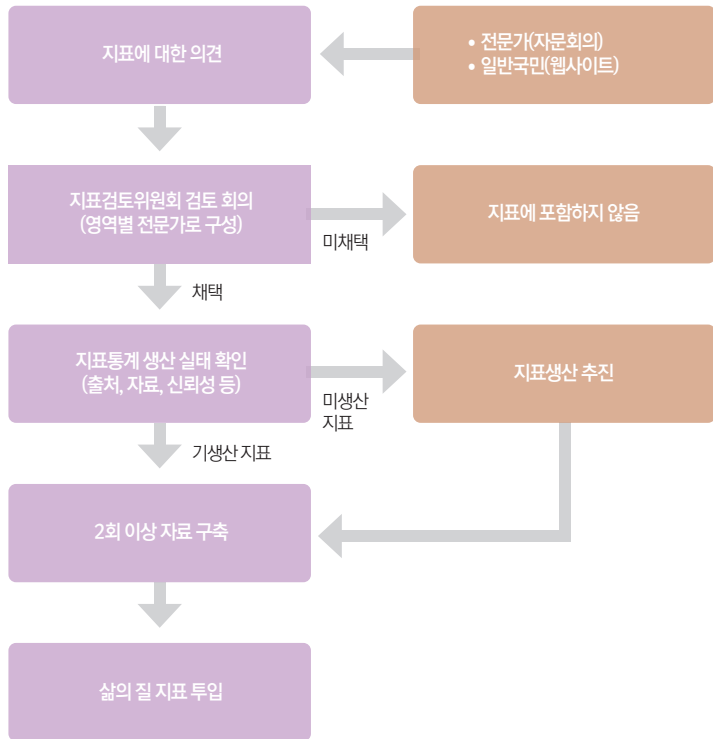 지표에 대한 의견
• 전문가(자문회의)
• 일반국민(웹사이트)
지표검토위원회 검토 회의
(영역별 전문가로 구성)
미채택
지표에 포함하지 않음
채택
지표통계 생산 실태 확인
(출처, 자료, 신뢰성 등)
미생산
지표
지표생산 추진
기생산 지표
2회 이상 자료 구축
삶의 질 지표 투입